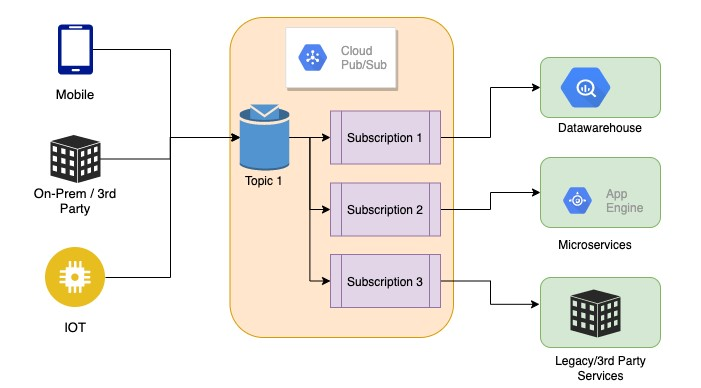 Mobile
On-Prem / 3rd
Party
IOT
Cloud
Pub/Sub
Topic 1
Subscription 1
Subscription 2
Subscription 3
Datawarehouse
App
Engine
Microservices
Legacy/3rd Party
Services